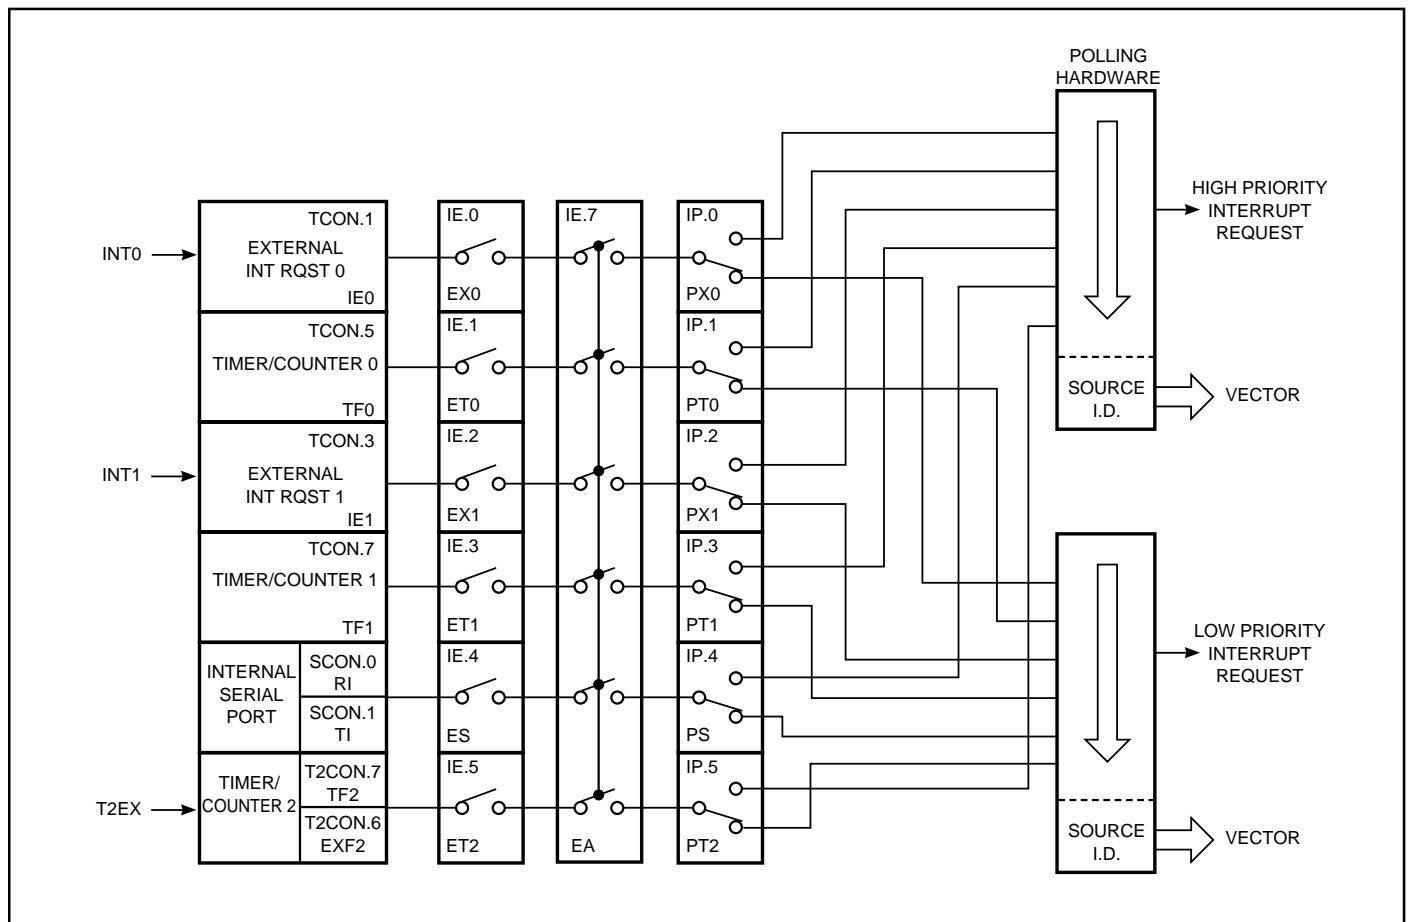 POLLING
HARDWARE
HIGH PRIORITY
INTERRUPT
REQUEST
SOURCE
I.D.
VECTOR
INT0
TCON.1
EXTERNAL
INT RQST 0
IE0
IE.0
EX0
IE.7
IP.0
PX0
TCON.5
TIMER/COUNTER 0
TF0
IE.1
ET0
IP.1
PT0
INT1
TCON.3
EXTERNAL
INT RQST 1
IE1
IE.2
EX1
IP.2
PX1
TCON.7
TIMER/COUNTER 1
TF1
IE.3
ET1
IP.3
PT1
INTERNAL
SERIAL
PORT
SCON.0
RI
SCON.1
TI
IE.4
ES
IP.4
PS
T2EX
TIMER/
COUNTER 2
T2CON.7
TF2
T2CON.6
EXF2
IE.5
ET2
EA
IP.5
PT2
LOW PRIORITY
INTERRUPT
REQUEST
SOURCE
I.D.
VECTOR